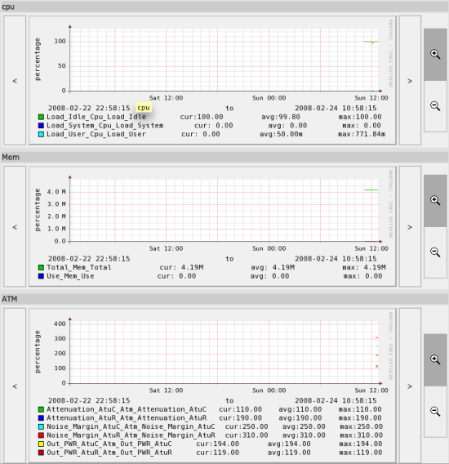 cpu
percentage
100
50
0
Sat 12:00 Sun 00:00 Sun 12:00
2008-02-22 22:58:15 to 2008-02-24 10:58:15
cpu
Load_Idle_Cpu_Load_Idle cur:100.00 avg:99.80 max:100.00
Load_System_Cpu_Load_System cur: 0.00 avg: 0.00 max: 0.00
Load_User_Cpu_Load_User cur: 0.00 avg:50.00m max:771.84m
< >
Mem
percentage
4.0 M
3.0 M
2.0 M
1.0 M
0.0
Sat 12:00 Sun 00:00 Sun 12:00
2008-02-22 22:58:15 to 2008-02-24 10:58:15
Total_Mem_Total cur: 4.19M avg: 4.19M max: 4.19M
Use_Mem_Use cur: 0.00 avg: 0.00 max: 0.00
< >
ATM
percentage
400
300
200
100
0
Sat 12:00 Sun 00:00 Sun 12:00
2008-02-22 22:58:15 to 2008-02-24 10:58:15
Attenuation_AtuC_Atm_Attenuation_AtuC cur:110.00 avg:110.00 max:110.00
Attenuation_AtuR_Atm_Attenuation_AtuR cur:190.00 avg:190.00 max:190.00
Noise_Margin_AtuC_Atm_Noise_Margin_AtuC cur:250.00 avg:250.00 max:250.00
Noise_Margin_AtuR_Atm_Noise_Margin_AtuR cur:310.00 avg:310.00 max:310.00
Out_PWR_AtuC_Atm_Out_PWR_AtuC cur:194.00 avg:194.00 max:194.00
Out_PWR_AtuR_Atm_Out_PWR_AtuR cur:119.00 avg:119.00 max:119.00
< >